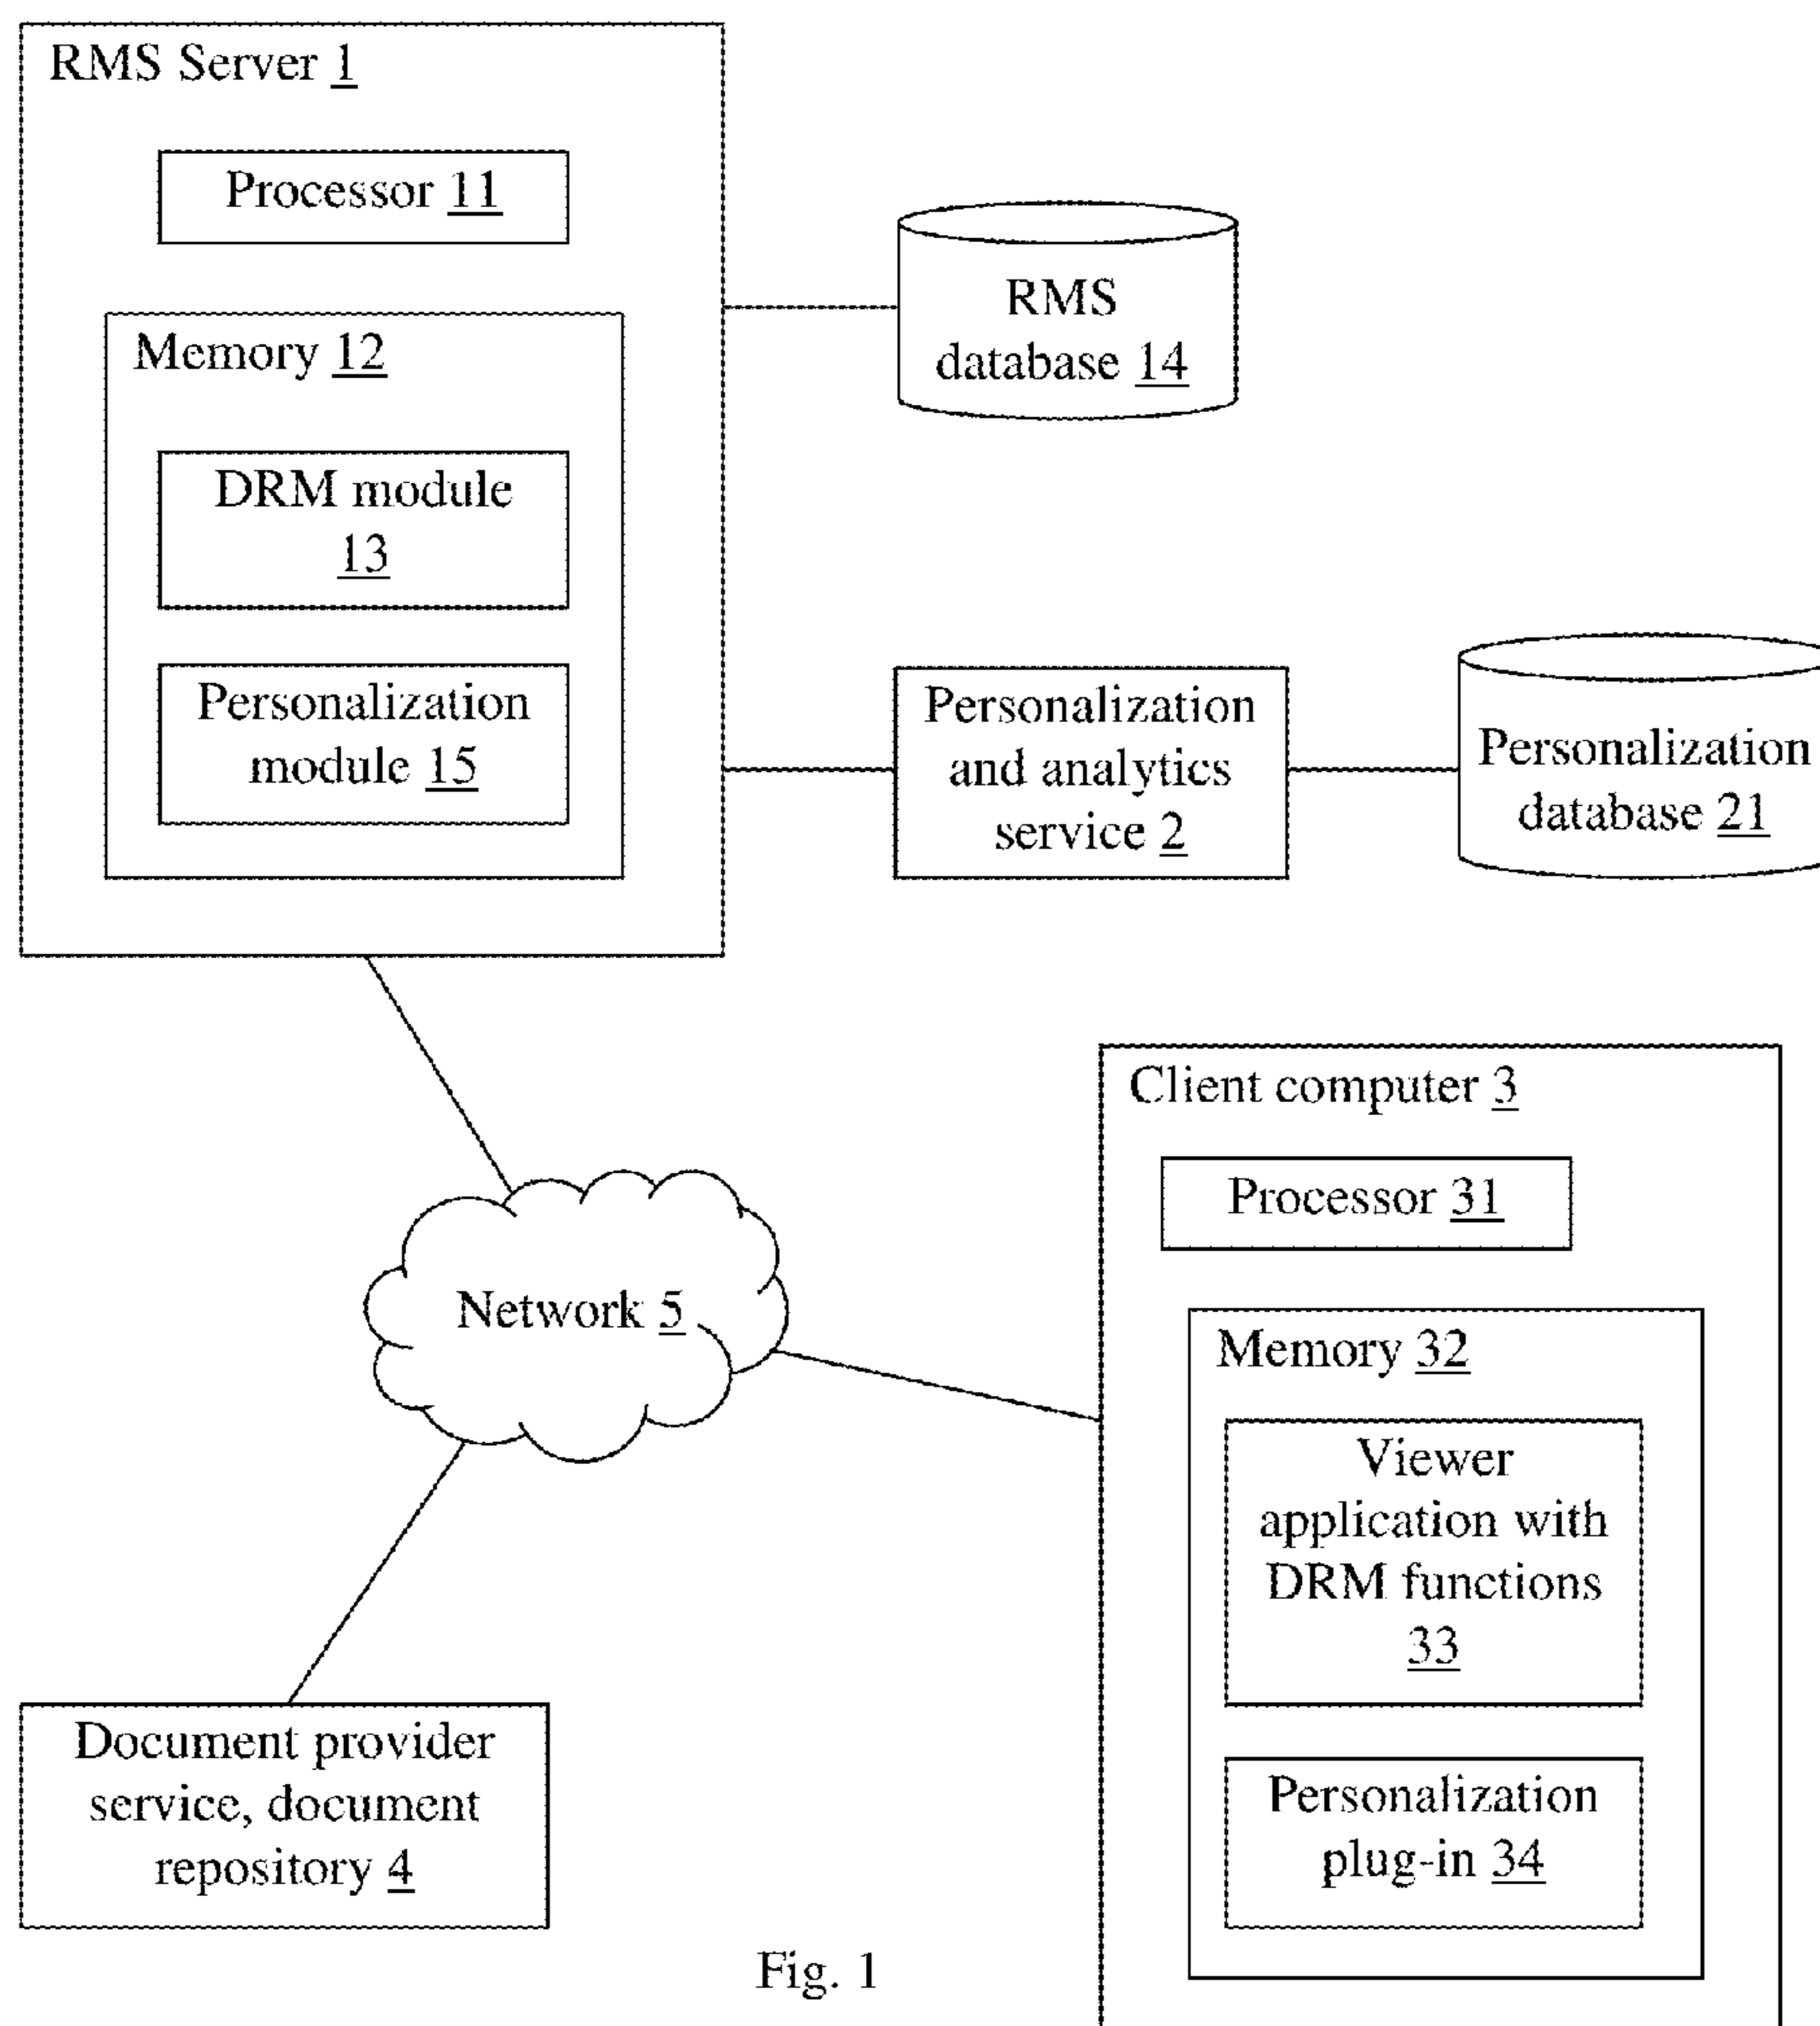 RMS Server 1
Processor 11
Memory 12
DRM module
13
Personalization
module 15
RMS
database 14
Personalization
and analytics
service 2
Personalization
database 21
Network 5
Client computer 3
Processor 31
Memory 32
Viewer
application with
DRM functions
33
Personalization
plug-in 34
Document provider
service, document
repository 4
Fig. 1